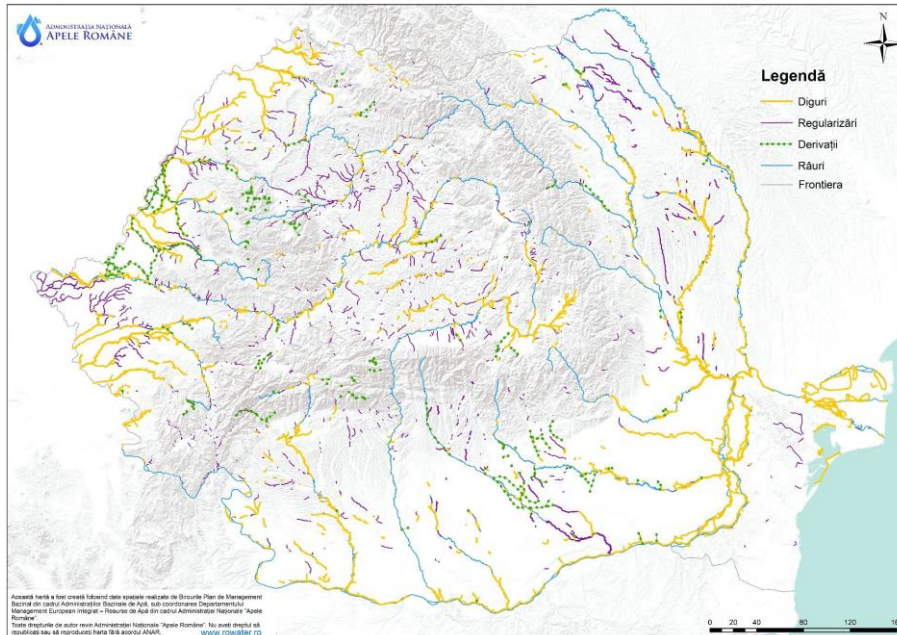 ADMINISTRAȚIA NAȚIONALĂ
APELE ROMÂNE
N
Legendă
Diguri
Regularizări
Derivații
Râuri
Frontiera
Această hartă a fost creată folosind date spațiale realizate de Birourile Plan de Management
Bazinal din cadrul Administrațiilor Bazinale de Apă, sub coordonarea Departamentului
Management European Integrat – Resurse de Apă din cadrul Administrației Naționale "Apele
Române".
Toate drepturile de autor revin Administrației Naționale "Apele Române". Nu aveți dreptul să
republicați sau să reproduceți harta fără acordul ANAR.
www.rowater.ro
0 20 40 80 120